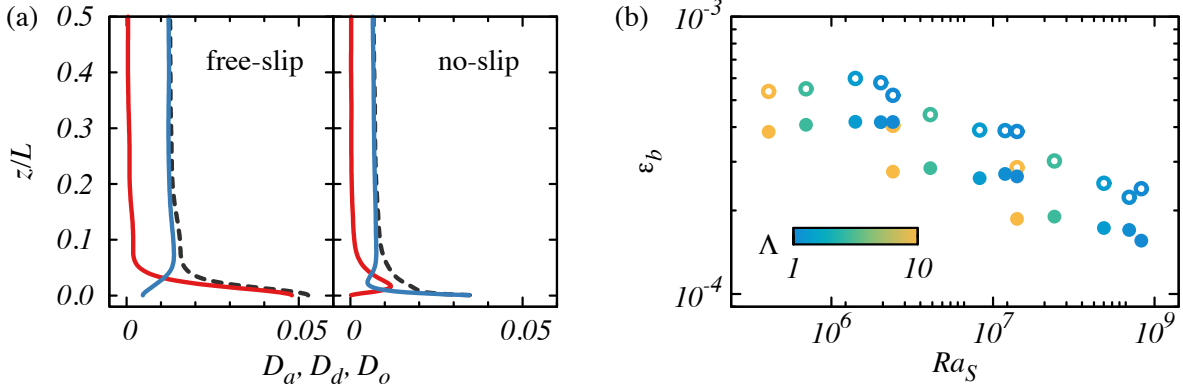 (a)
0.5
0.4
0.3
0.2
0.1
0.0
z/L
free-slip
no-slip
0
0.05
0
0.05
D_a, D_d, D_o
(b)
10^-3
10^-4
ε_b
Λ
1
10
10^6
10^7
10^9
Ra_S